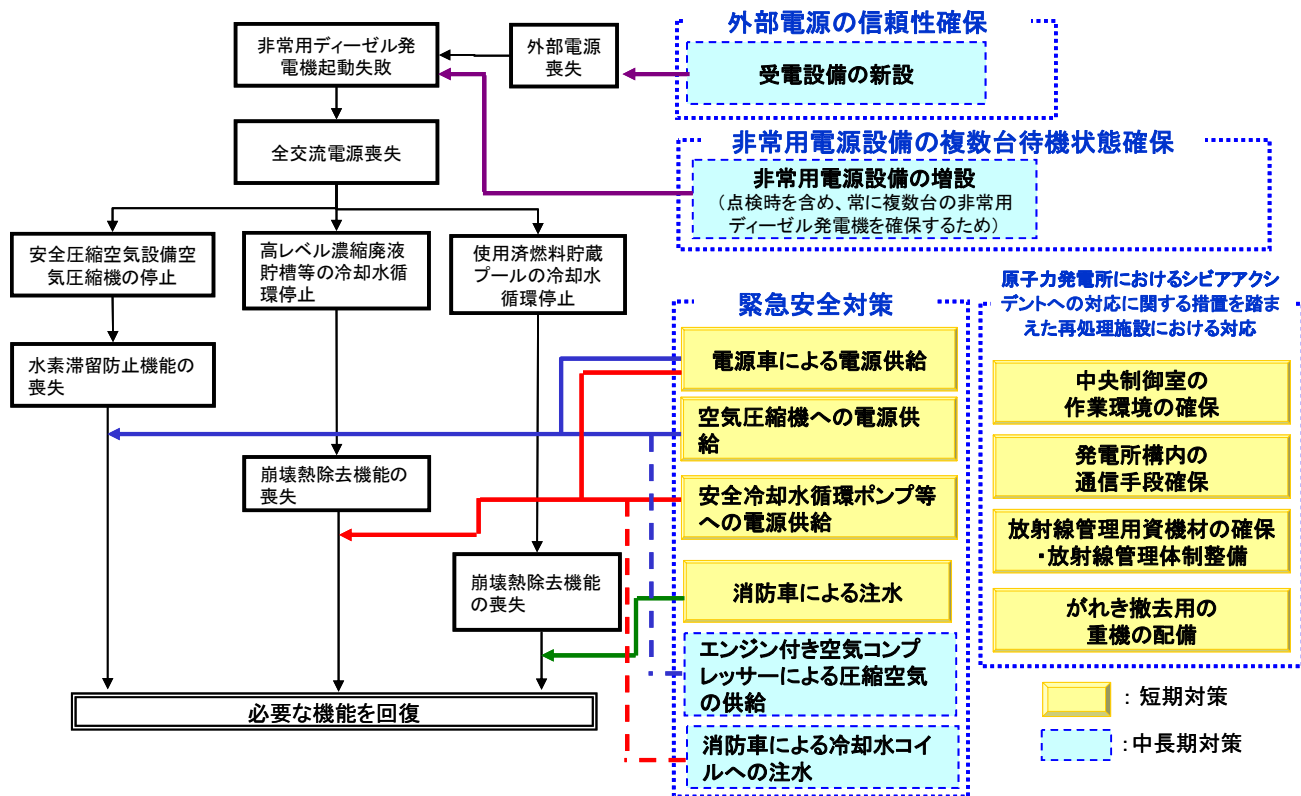 非常用ディーゼル発
電機起動失敗
外部電源
喪失
全交流電源喪失
安全圧縮空気設備空
気圧縮機の停止
高レベル濃縮廃液
貯槽等の冷却水循
環停止
使用済燃料貯蔵
プールの冷却水
循環停止
水素滞留防止機能の
喪失
崩壊熱除去機能の
喪失
崩壊熱除去機能
の喪失
必要な機能を回復
外部電源の信頼性確保
受電設備の新設
非常用電源設備の複数台待機状態確保
非常用電源設備の増設
(点検時を含め、常に複数台の非常用
ディーゼル発電機を確保するため)
緊急安全対策
電源車による電源供給
空気圧縮機への電源供
給
安全冷却水循環ポンプ等
への電源供給
消防車による注水
エンジン付き空気コンプ
レッサーによる圧縮空気
の供給
消防車による冷却水コイ
ルへの注水
原子力発電所におけるシビアアクシ
デントへの対応に関する措置を踏ま
えた再処理施設における対応
中央制御室の
作業環境の確保
発電所構内の
通信手段確保
放射線管理用資機材の確保
・放射線管理体制整備
がれき撤去用の
重機の配備
：短期対策
：中長期対策